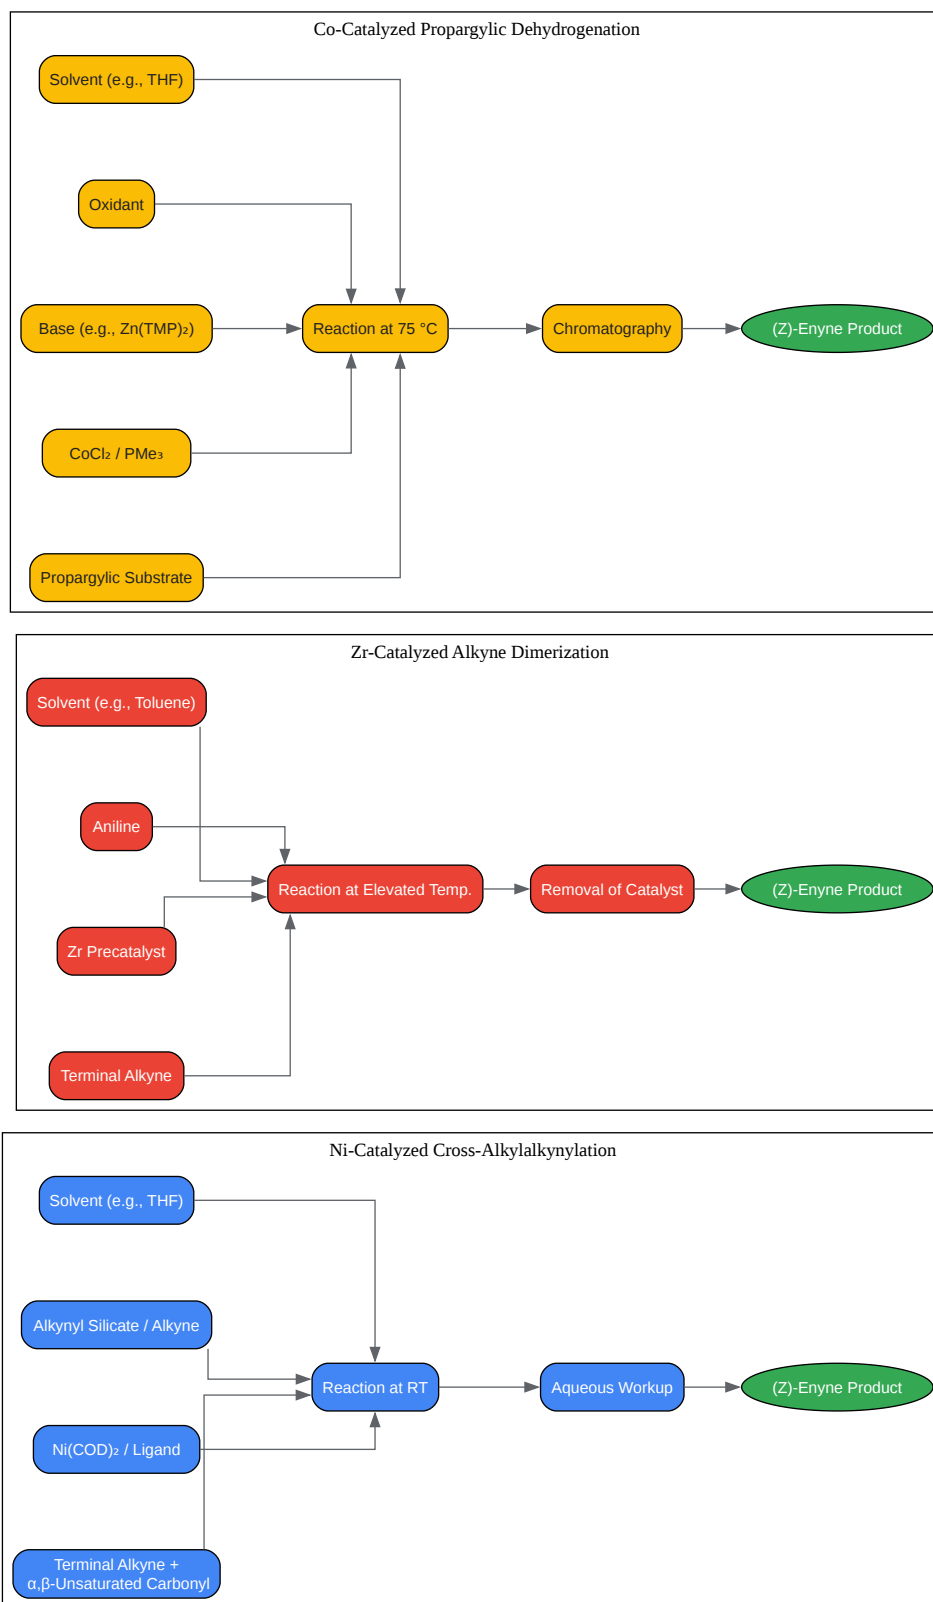 Co-Catalyzed Propargylic Dehydrogenation
Solvent (e.g., THF)
Oxidant
Base (e.g., Zn(TMP)₂)
Reaction at 75 °C
Chromatography
(Z)-Enyne Product
CoCl₂ / PMe₃
Propargylic Substrate
Zr-Catalyzed Alkyne Dimerization
Solvent (e.g., Toluene)
Aniline
Reaction at Elevated Temp.
Removal of Catalyst
(Z)-Enyne Product
Zr Precatalyst
Terminal Alkyne
Ni-Catalyzed Cross-Alkylalkynylation
Solvent (e.g., THF)
Alkynyl Silicate / Alkyne
Reaction at RT
Aqueous Workup
(Z)-Enyne Product
Ni(COD)₂ / Ligand
Terminal Alkyne +
α,β-Unsaturated Carbonyl